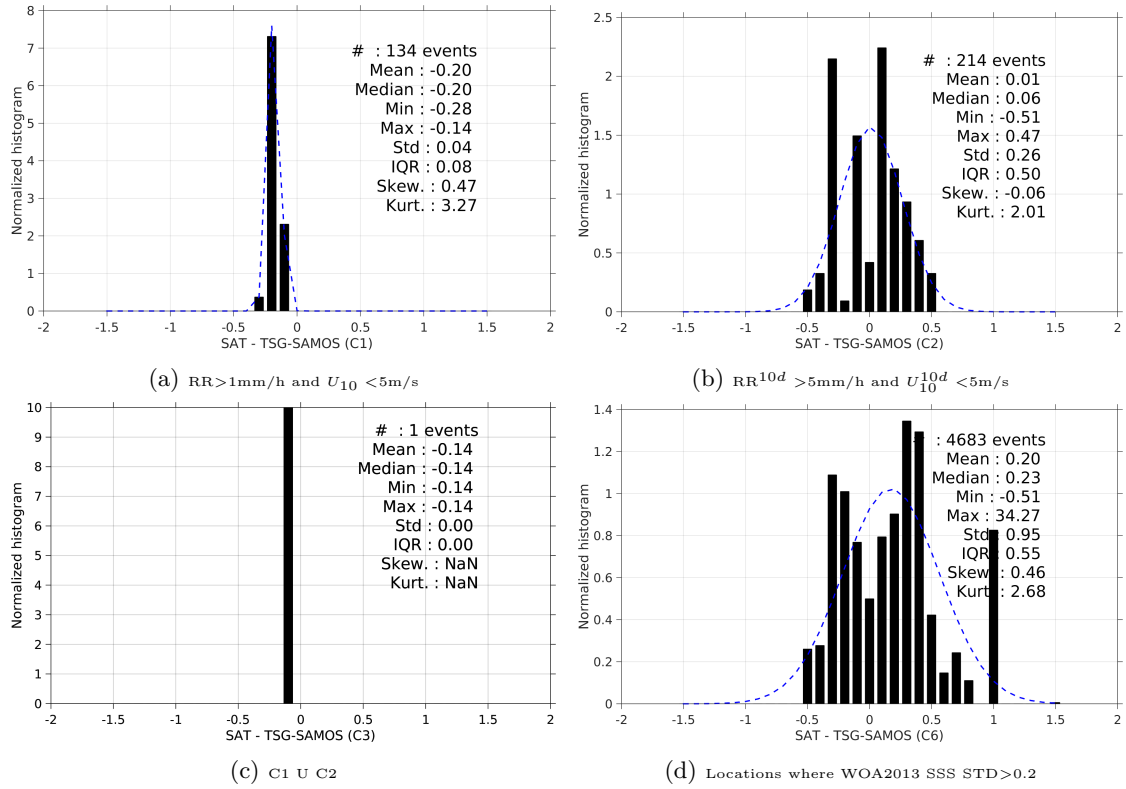 8
7
6
5
4
3
2
1
0
Normalized histogram
# : 134 events
Mean : -0.20
Median : -0.20
Min : -0.28
Max : -0.14
Std : 0.04
IQR : 0.08
Skew. : 0.47
Kurt. : 3.27
-2 -1.5 -1 -0.5 0 0.5 1 1.5 2
SAT - TSG-SAMOS (C1)
(a) RR>1mm/h and U10 <5m/s
2.5
2
1.5
1
0.5
0
Normalized histogram
# : 214 events
Mean : 0.01
Median : 0.06
Min : -0.51
Max : 0.47
Std : 0.26
IQR : 0.50
Skew. : -0.06
Kurt. : 2.01
-2 -1.5 -1 -0.5 0 0.5 1 1.5 2
SAT - TSG-SAMOS (C2)
(b) RR10d >5mm/h and U10d10 <5m/s
10
9
8
7
6
5
4
3
2
1
0
Normalized histogram
# : 1 events
Mean : -0.14
Median : -0.14
Min : -0.14
Max : -0.14
Std : 0.00
IQR : 0.00
Skew. : NaN
Kurt. : NaN
-2 -1.5 -1 -0.5 0 0.5 1 1.5 2
SAT - TSG-SAMOS (C3)
(c) C1 U C2
1.4
1.2
1
0.8
0.6
0.4
0.2
0
Normalized histogram
: 4683 events
Mean : 0.20
Median : 0.23
Min : -0.51
Max : 34.27
Std : 0.95
IQR : 0.55
Skew. : 0.46
Kurt. : 2.68
-2 -1.5 -1 -0.5 0 0.5 1 1.5 2
SAT - TSG-SAMOS (C6)
(d) Locations where WOA2013 SSS STD>0.2